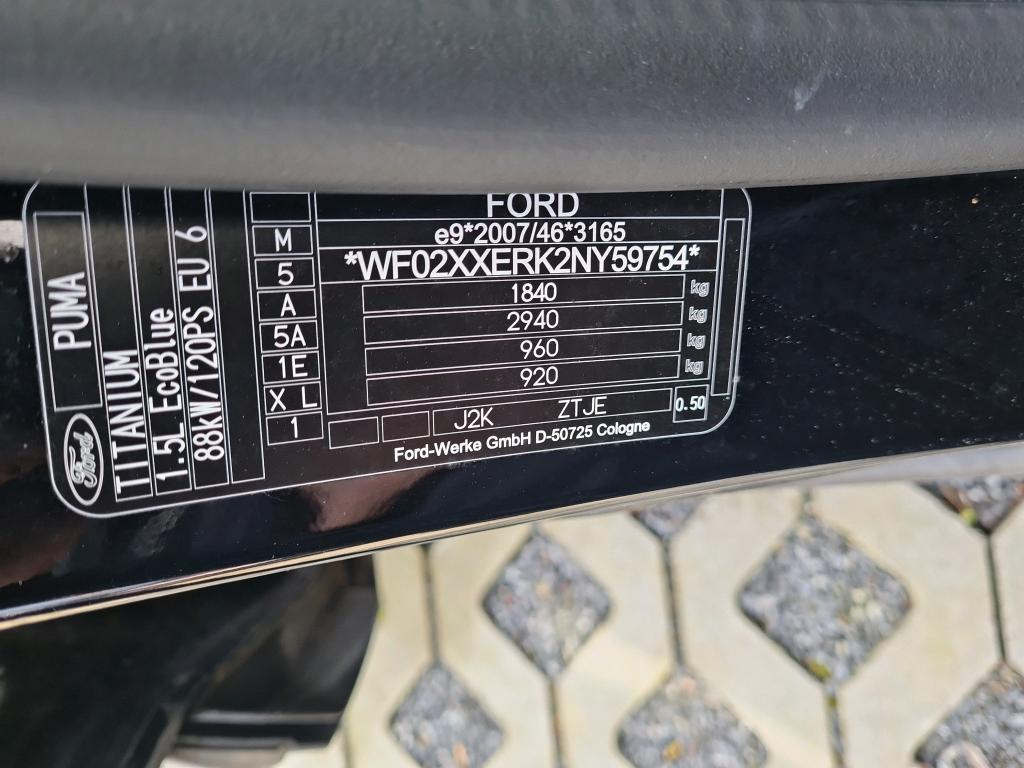 FORD
e9*2007/46*3165
*WF02XXERK2NY59754*
1840 kg
2940 kg
960 kg
920 kg
J2K ZTJE
0.50
Ford-Werke GmbH D-50725 Cologne
M
5
A
5A
1E
X L
1
PUMA
Ford
TITANIUM
1.5L EcoBlue
88kW/120PS EU 6